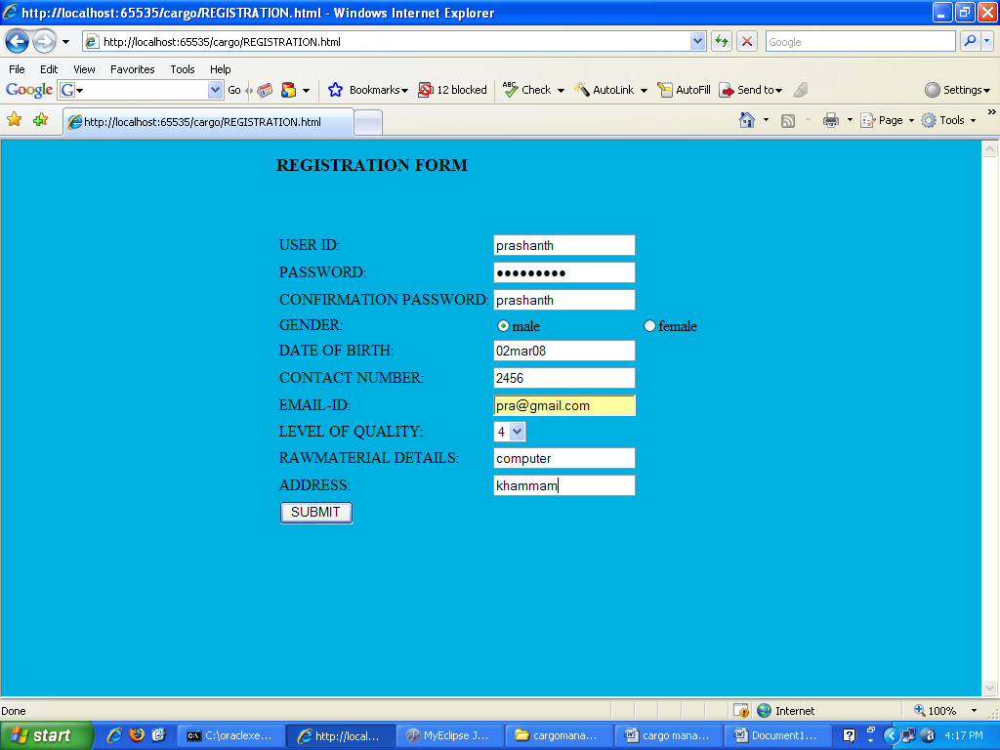 http://localhost:65535/cargo/REGISTRATION.html - Windows Internet Explorer
http://localhost:65535/cargo/REGISTRATION.html Google
File Edit View Favorites Tools Help
Google G Go Bookmarks 12 blocked ABC Check AutoLink AutoFill Send to Settings
http://localhost:65535/cargo/REGISTRATION.html Page Tools »
REGISTRATION FORM
USER ID: prashanth
PASSWORD: •••••••••
CONFIRMATION PASSWORD: prashanth
GENDER: male female
DATE OF BIRTH: 02mar08
CONTACT NUMBER: 2456
EMAIL-ID: pra@gmail.com
LEVEL OF QUALITY: 4
RAWMATERIAL DETAILS: computer
ADDRESS: khammam
SUBMIT
Done Internet 100%
start C:\oraclexe... http://local... MyEclipse J... cargomana... cargo mana... Document1... 4:17 PM